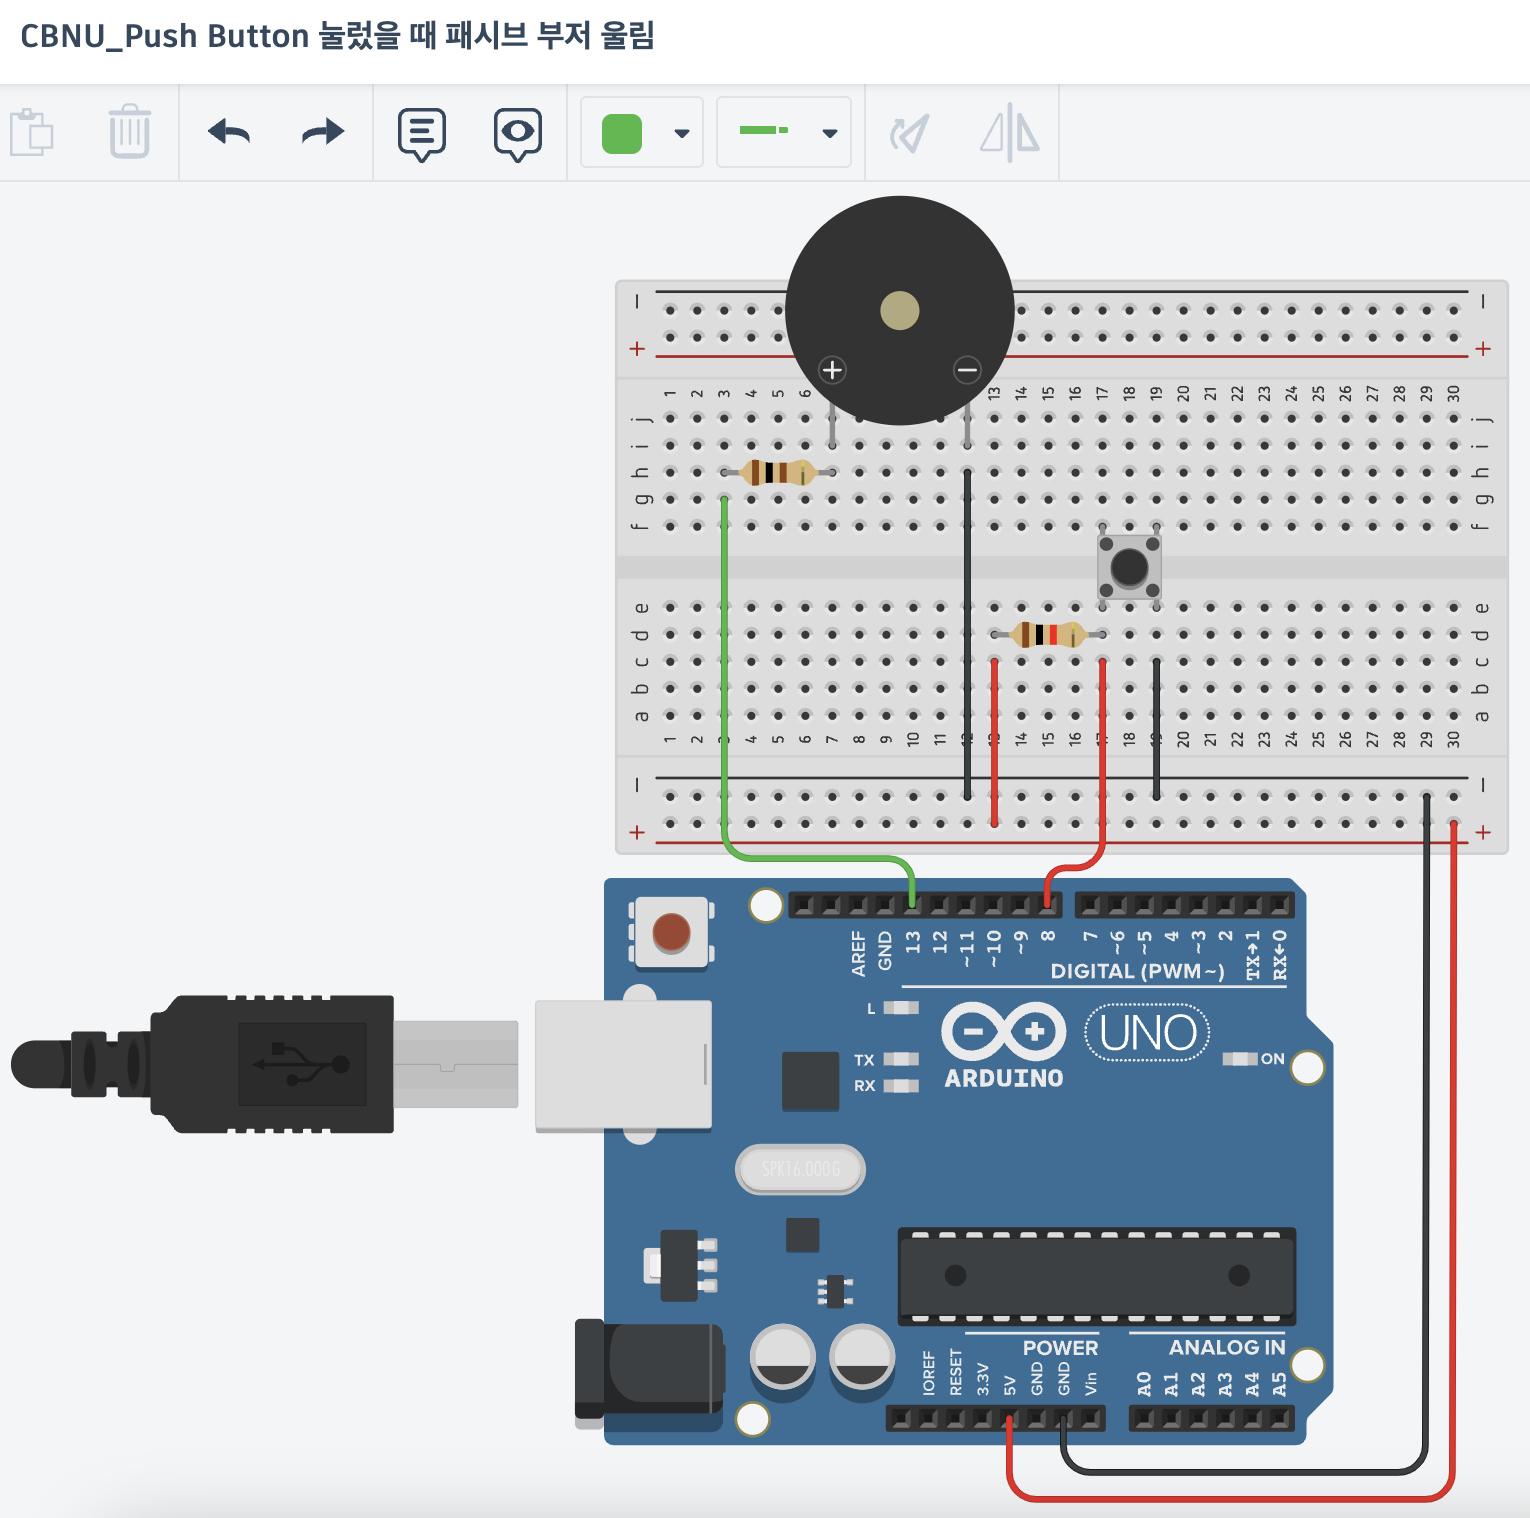 CBNU_Push Button 눌렀을 때 패시브 부저 울림
− −
+ +
+ −
1 2 3 4 5 6 13 14 15 16 17 18 19 20 21 22 23 24 25 26 27 28 29 30
j j
i i
h h
g g
f f
e e
d d
c c
b b
a a
1 2 3 4 5 6 7 8 9 10 11 12 13 14 15 16 17 18 19 20 21 22 23 24 25 26 27 28 29 30
− −
+ +
AREF GND 13 12 ~11 ~10 ~9 8 7 ~6 ~5 4 ~3 2 TX→1 RX←0
DIGITAL (PWM~)
L
UNO
TX
ON
RX
ARDUINO
SPK16.000G
POWER ANALOG IN
IOREF RESET 3.3V 5V GND GND Vin A0 A1 A2 A3 A4 A5